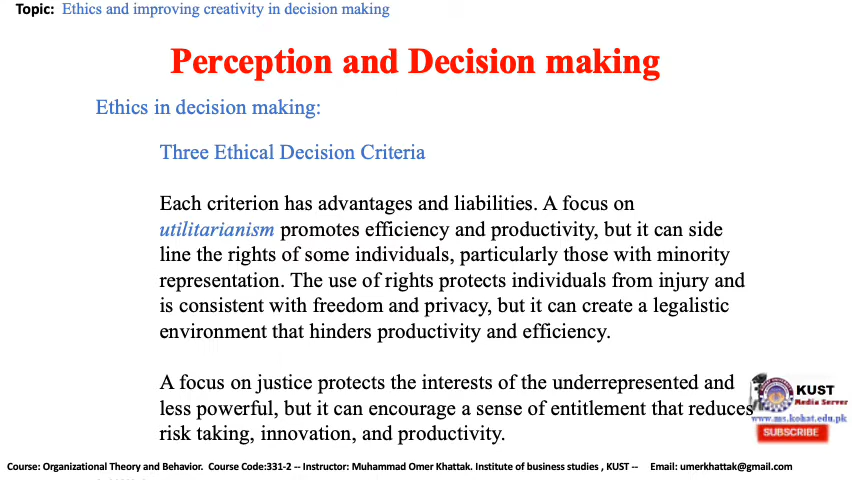 Topic: Ethics and improving creativity in decision making
Perception and Decision making
Ethics in decision making:
Three Ethical Decision Criteria
Each criterion has advantages and liabilities. A focus on
utilitarianism promotes efficiency and productivity, but it can side
line the rights of some individuals, particularly those with minority
representation. The use of rights protects individuals from injury and
is consistent with freedom and privacy, but it can create a legalistic
environment that hinders productivity and efficiency.
A focus on justice protects the interests of the underrepresented and
less powerful, but it can encourage a sense of entitlement that reduces
risk taking, innovation, and productivity.
KUST
Media Server
www.ms.kohat.edu.pk
SUBSCRIBE
Course: Organizational Theory and Behavior. Course Code:331-2 -- Instructor: Muhammad Omer Khattak. Institute of business studies , KUST -- Email: umerkhattak@gmail.com